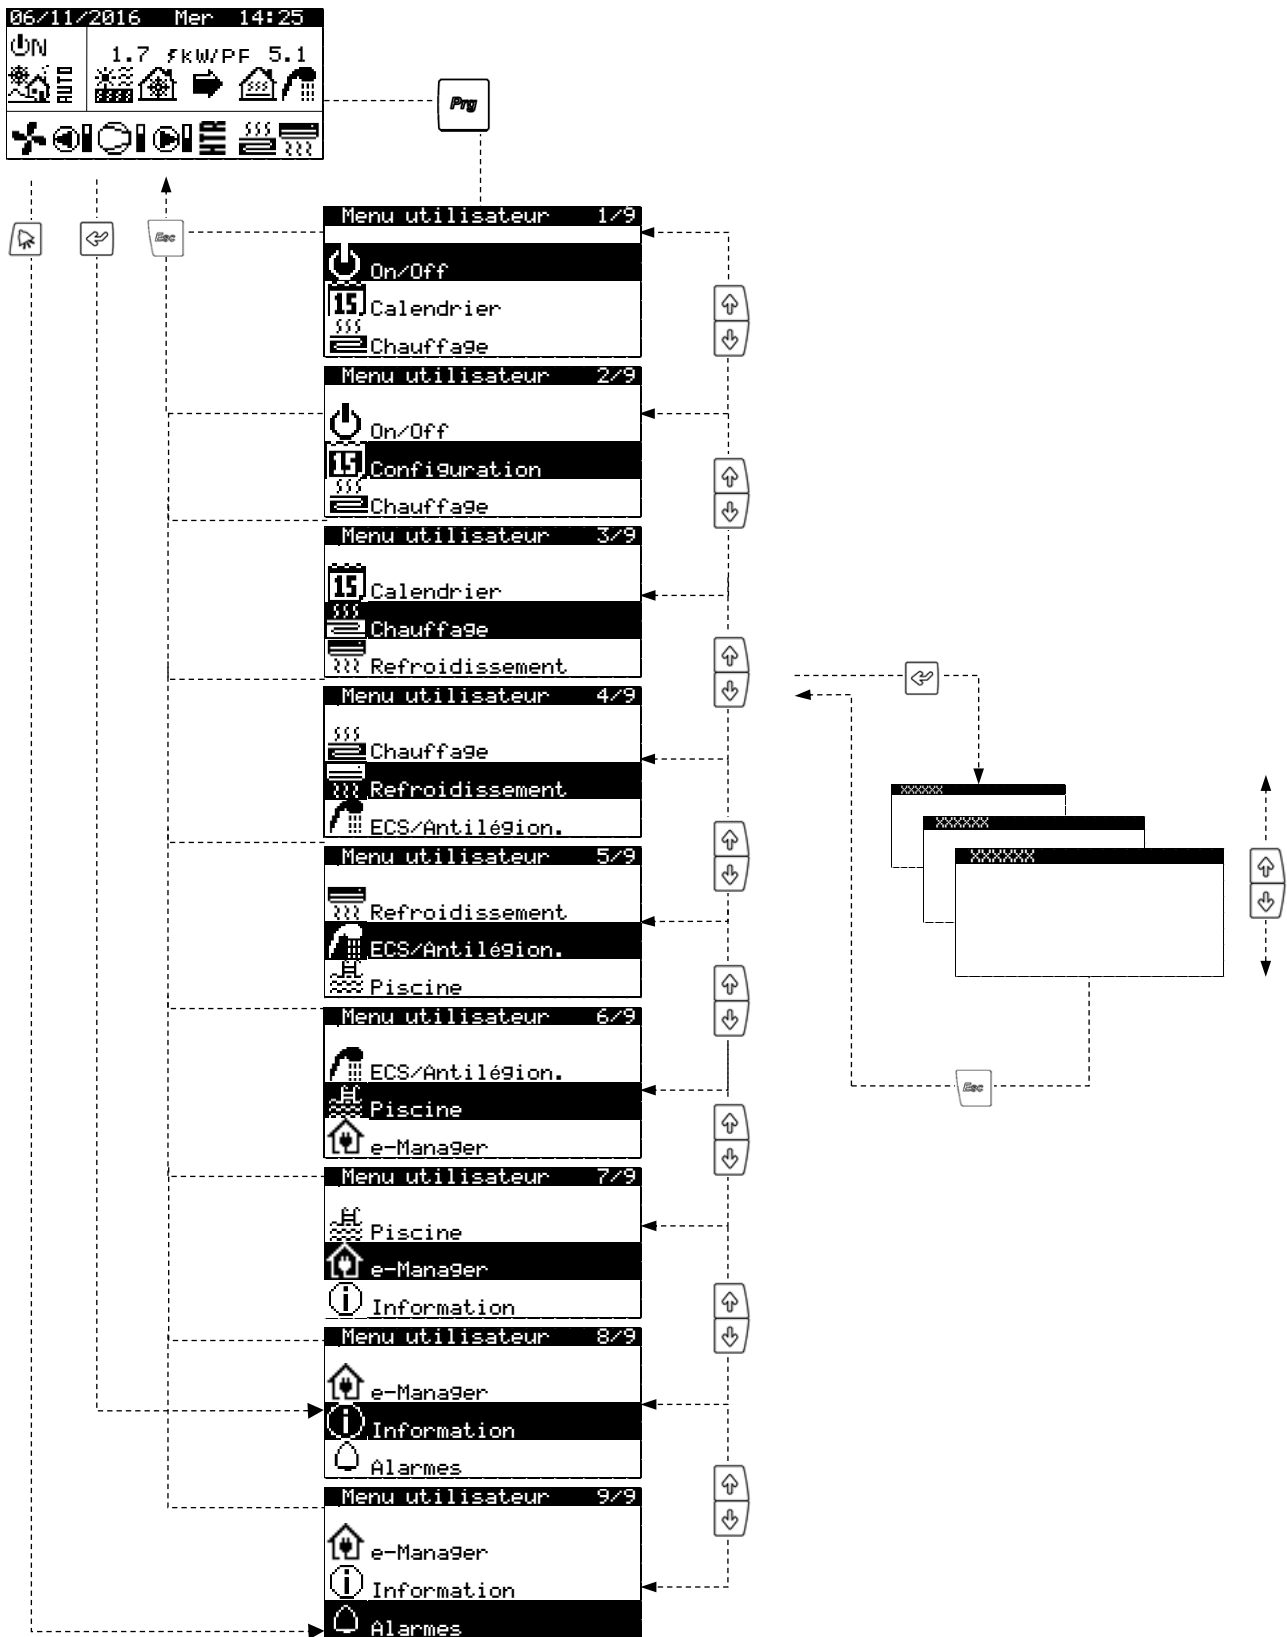 06/11/2016 Mer 14:25
ON
1.7 kW/PF 5.1
AUTO
HTR
Prg
Esc
Menu utilisateur 1/9
On/Off
15 Calendrier
Chauffage
Menu utilisateur 2/9
On/Off
15 Configuration
Chauffage
Menu utilisateur 3/9
15 Calendrier
Chauffage
Refroidissement
Menu utilisateur 4/9
Chauffage
Refroidissement
ECS/Antilégion.
Menu utilisateur 5/9
Refroidissement
ECS/Antilégion.
Piscine
Menu utilisateur 6/9
ECS/Antilégion.
Piscine
e-Manager
Menu utilisateur 7/9
Piscine
e-Manager
Information
Menu utilisateur 8/9
e-Manager
Information
Alarmes
Menu utilisateur 9/9
e-Manager
Information
Alarmes
XXXXXX
XXXXXX
XXXXXX
Esc